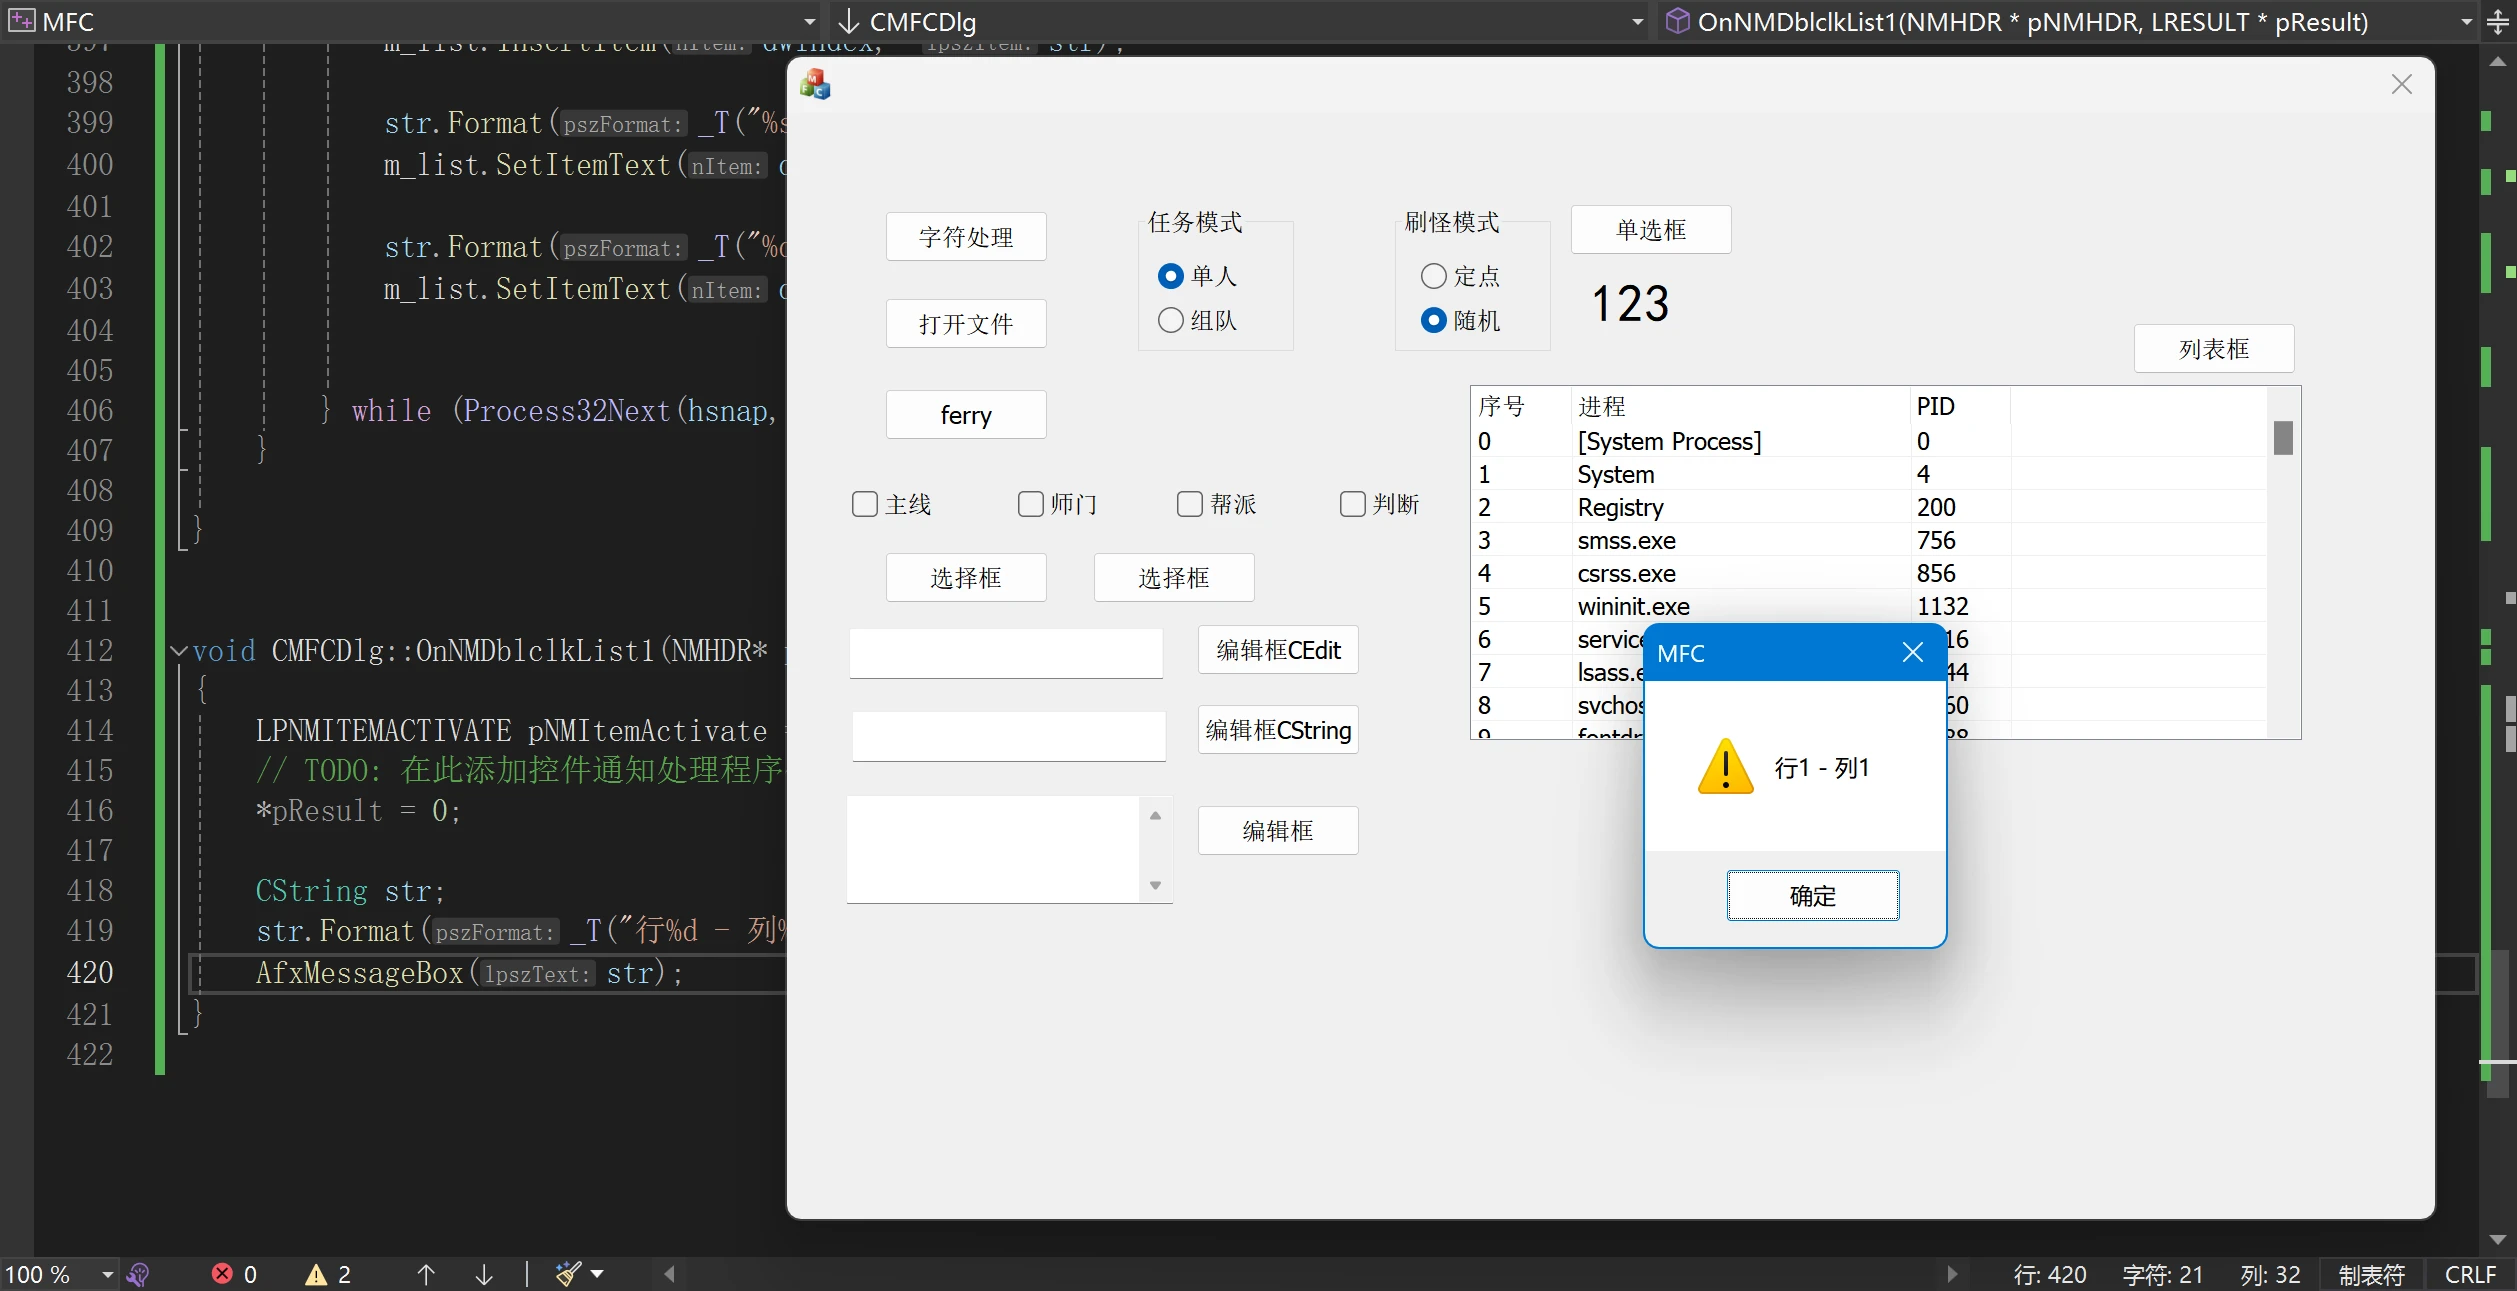 MFC
CMFCDlg
OnNMDblclkList1(NMHDR * pNMHDR, LRESULT * pResult)
397 m_list.InsertItem(nItem: dwIndex, lpszItem: str);
398
399 str.Format(pszFormat: _T("%s
400 m_list.SetItemText(nItem:
401
402 str.Format(pszFormat: _T("%d
403 m_list.SetItemText(nItem:
404
405
406 } while (Process32Next(hsnap,
407 }
408
409 }
410
411
412 void CMFCDlg::OnNMDblclkList1(NMHDR* p
413 {
414 LPNMITEMACTIVATE pNMItemActivate =
415 // TODO: 在此添加控件通知处理程序
416 *pResult = 0;
417
418 CString str;
419 str.Format(pszFormat: _T("行%d - 列%
420 AfxMessageBox(lpszText: str);
421 }
422
字符处理
打开文件
ferry
任务模式
单人
组队
刷怪模式
定点
随机
单选框
123
列表框
主线
师门
帮派
判断
选择框
选择框
编辑框CEdit
编辑框CString
编辑框
序号 进程 PID
0 [System Process] 0
1 System 4
2 Registry 200
3 smss.exe 756
4 csrss.exe 856
5 wininit.exe 1132
6 service 16
7 lsass.e 44
8 svchos 60
9 fontdr 88
MFC
行1 - 列1
确定
100 %
0
2
行: 420
字符: 21
列: 32
制表符
CRLF